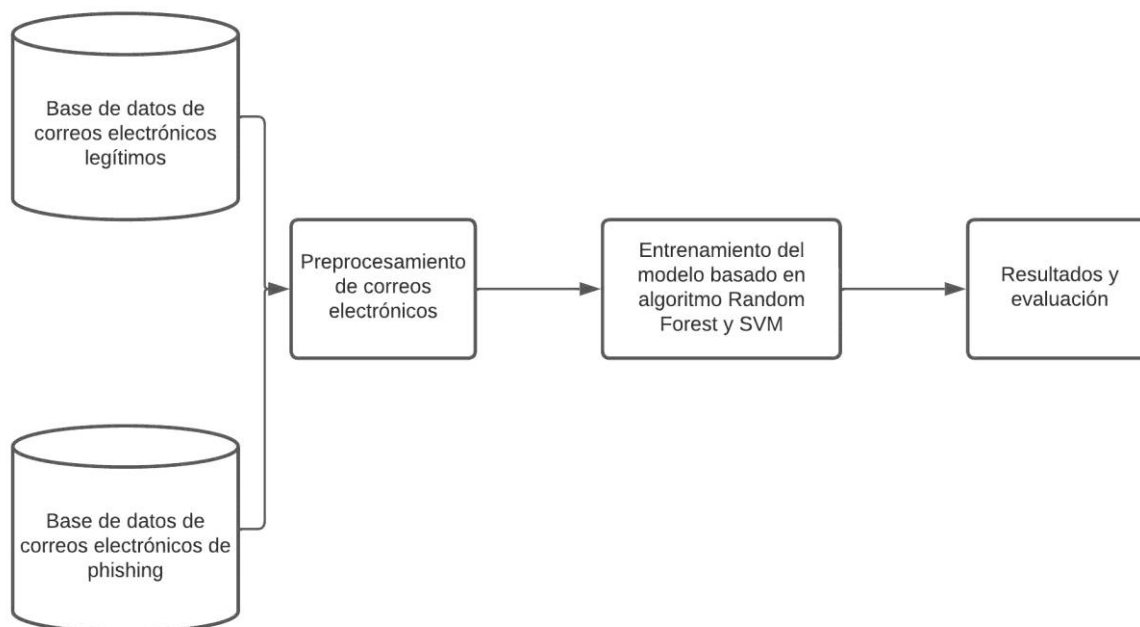 Base de datos de
correos electrónicos
legítimos
Preprocesamiento
de correos
electrónicos
Entrenamiento del
modelo basado en
algoritmo Random
Forest y SVM
Resultados y
evaluación
Base de datos de
correos electrónicos de
phishing